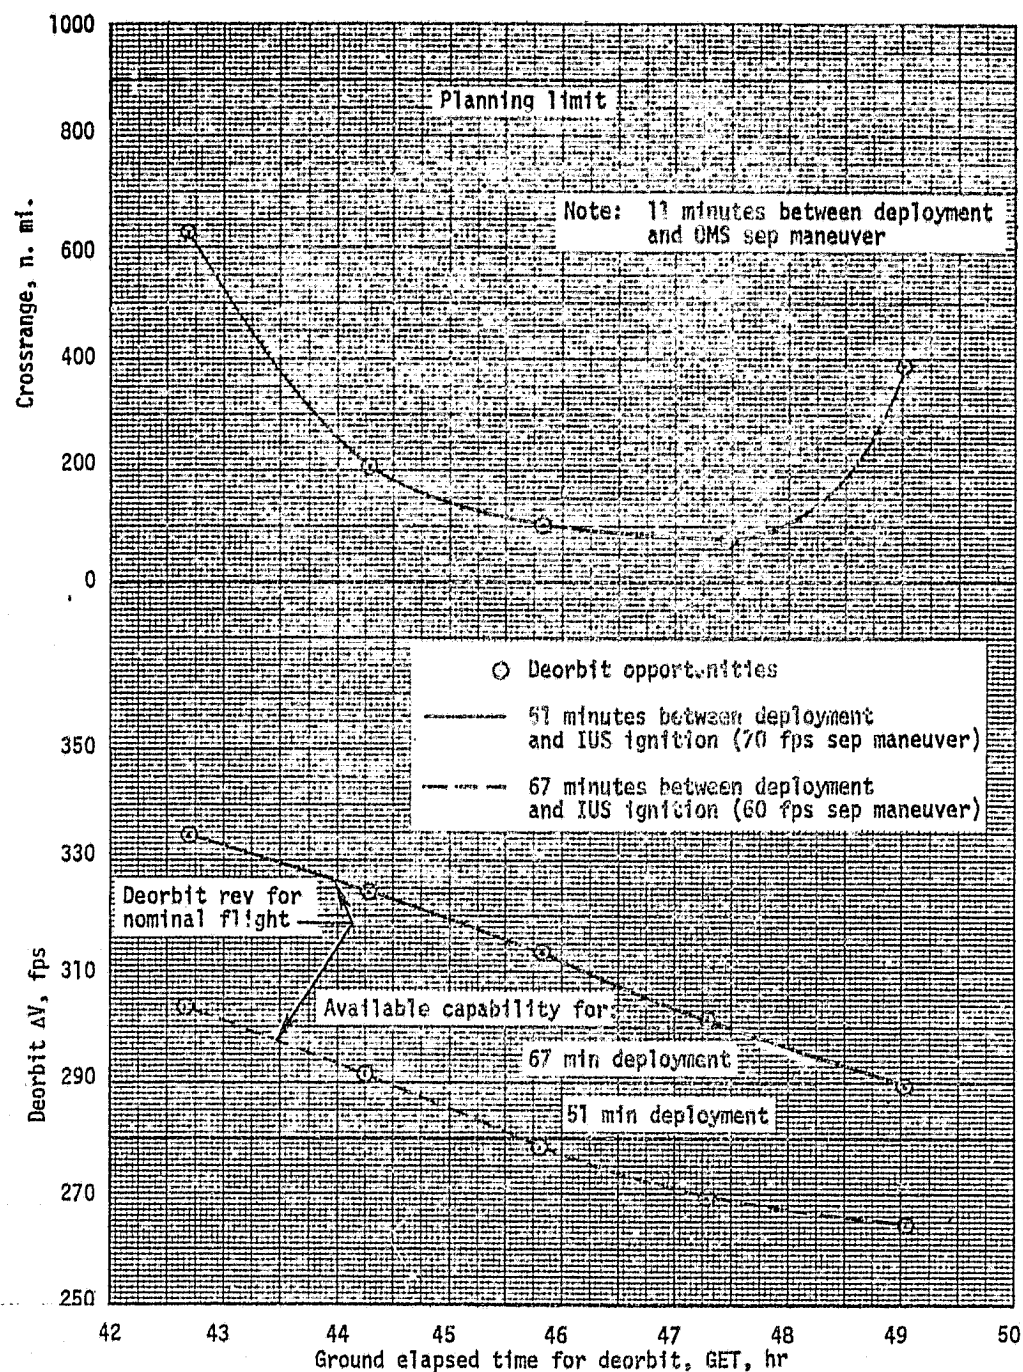 1000
800
600
400
200
0
Crossrange, n. mi.
Planning limit
Note: 11 minutes between deployment
and OMS sep maneuver
Deorbit opportunities
51 minutes between deployment
and IUS ignition (70 fps sep maneuver)
67 minutes between deployment
and IUS ignition (60 fps sep maneuver)
350
330
310
290
270
250
Deorbit ΔV, fps
Deorbit rev for
nominal flight
Available capability for:
67 min deployment
51 min deployment
42 43 44 45 46 47 48 49 50
Ground elapsed time for deorbit, GET, hr